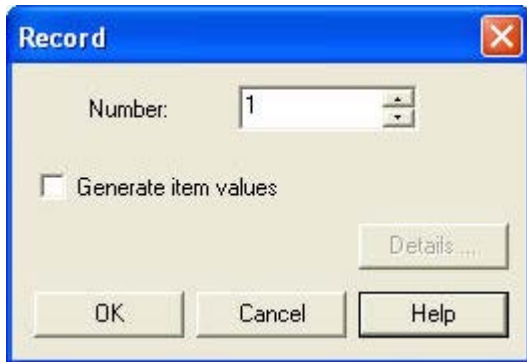 Record
Number: 1
Generate item values
Details ....
OK Cancel Help